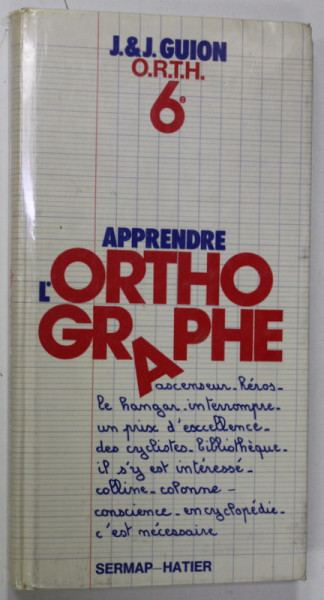 J.&J. GUION
O.R.T.H.
6e
APPRENDRE
L'ORTHO
GRAPHE
ascenseur - héros -
le hangar - interrompre -
un prix d'excellence -
des cyclistes - bibliothèque -
il s'y est intéressé -
colline - colonne -
conscience - encyclopédie -
c'est nécessaire
SERMAP-HATIER